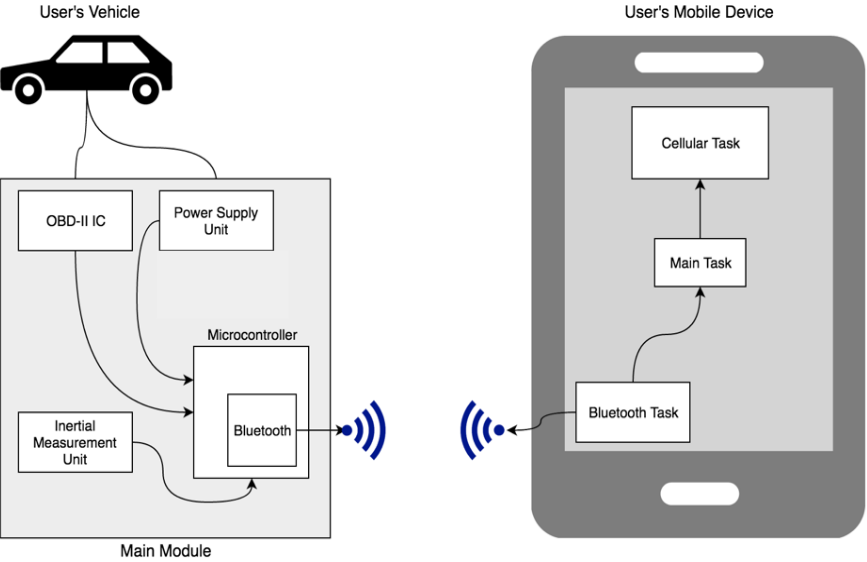 User's Vehicle
User's Mobile Device
Cellular Task
OBD-II IC
Power Supply
Unit
Main Task
Microcontroller
Bluetooth
Inertial
Measurement
Unit
Bluetooth Task
Main Module